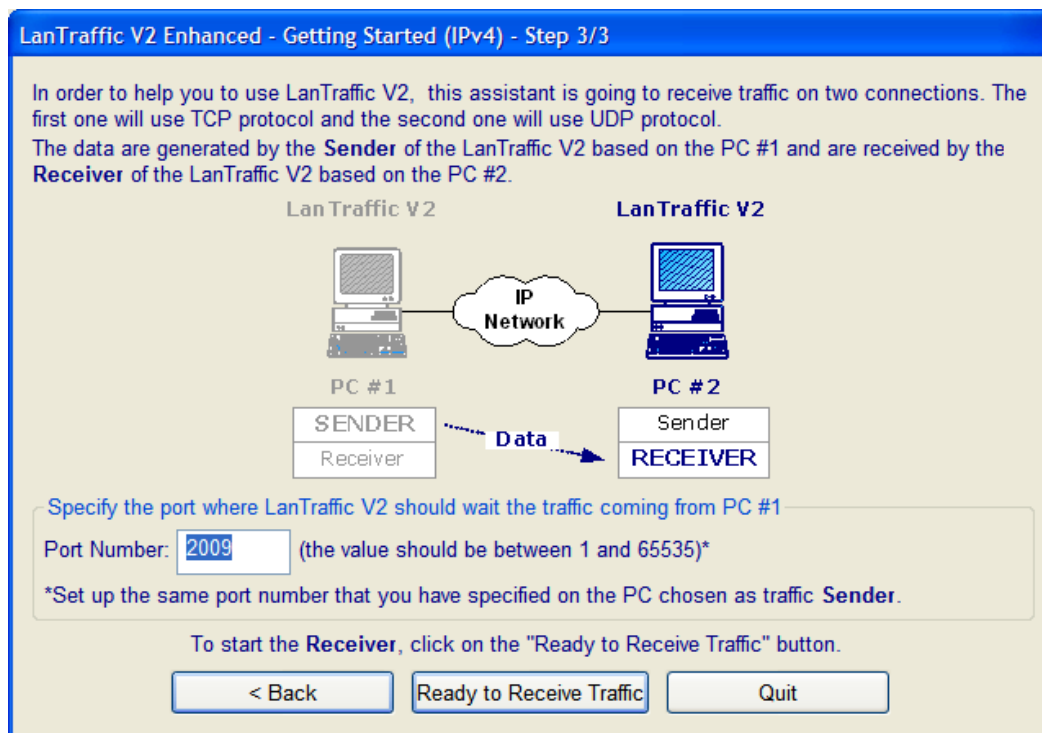 LanTraffic V2 Enhanced - Getting Started (IPv4) - Step 3/3
In order to help you to use LanTraffic V2, this assistant is going to receive traffic on two connections. The
first one will use TCP protocol and the second one will use UDP protocol.
The data are generated by the Sender of the LanTraffic V2 based on the PC #1 and are received by the
Receiver of the LanTraffic V2 based on the PC #2.
LanTraffic V2
LanTraffic V2
IP
Network
PC #1
PC #2
SENDER
Receiver
Data
Sender
RECEIVER
Specify the port where LanTraffic V2 should wait the traffic coming from PC #1
Port Number: 2009 (the value should be between 1 and 65535)*
*Set up the same port number that you have specified on the PC chosen as traffic Sender.
To start the Receiver, click on the "Ready to Receive Traffic" button.
< Back Ready to Receive Traffic Quit